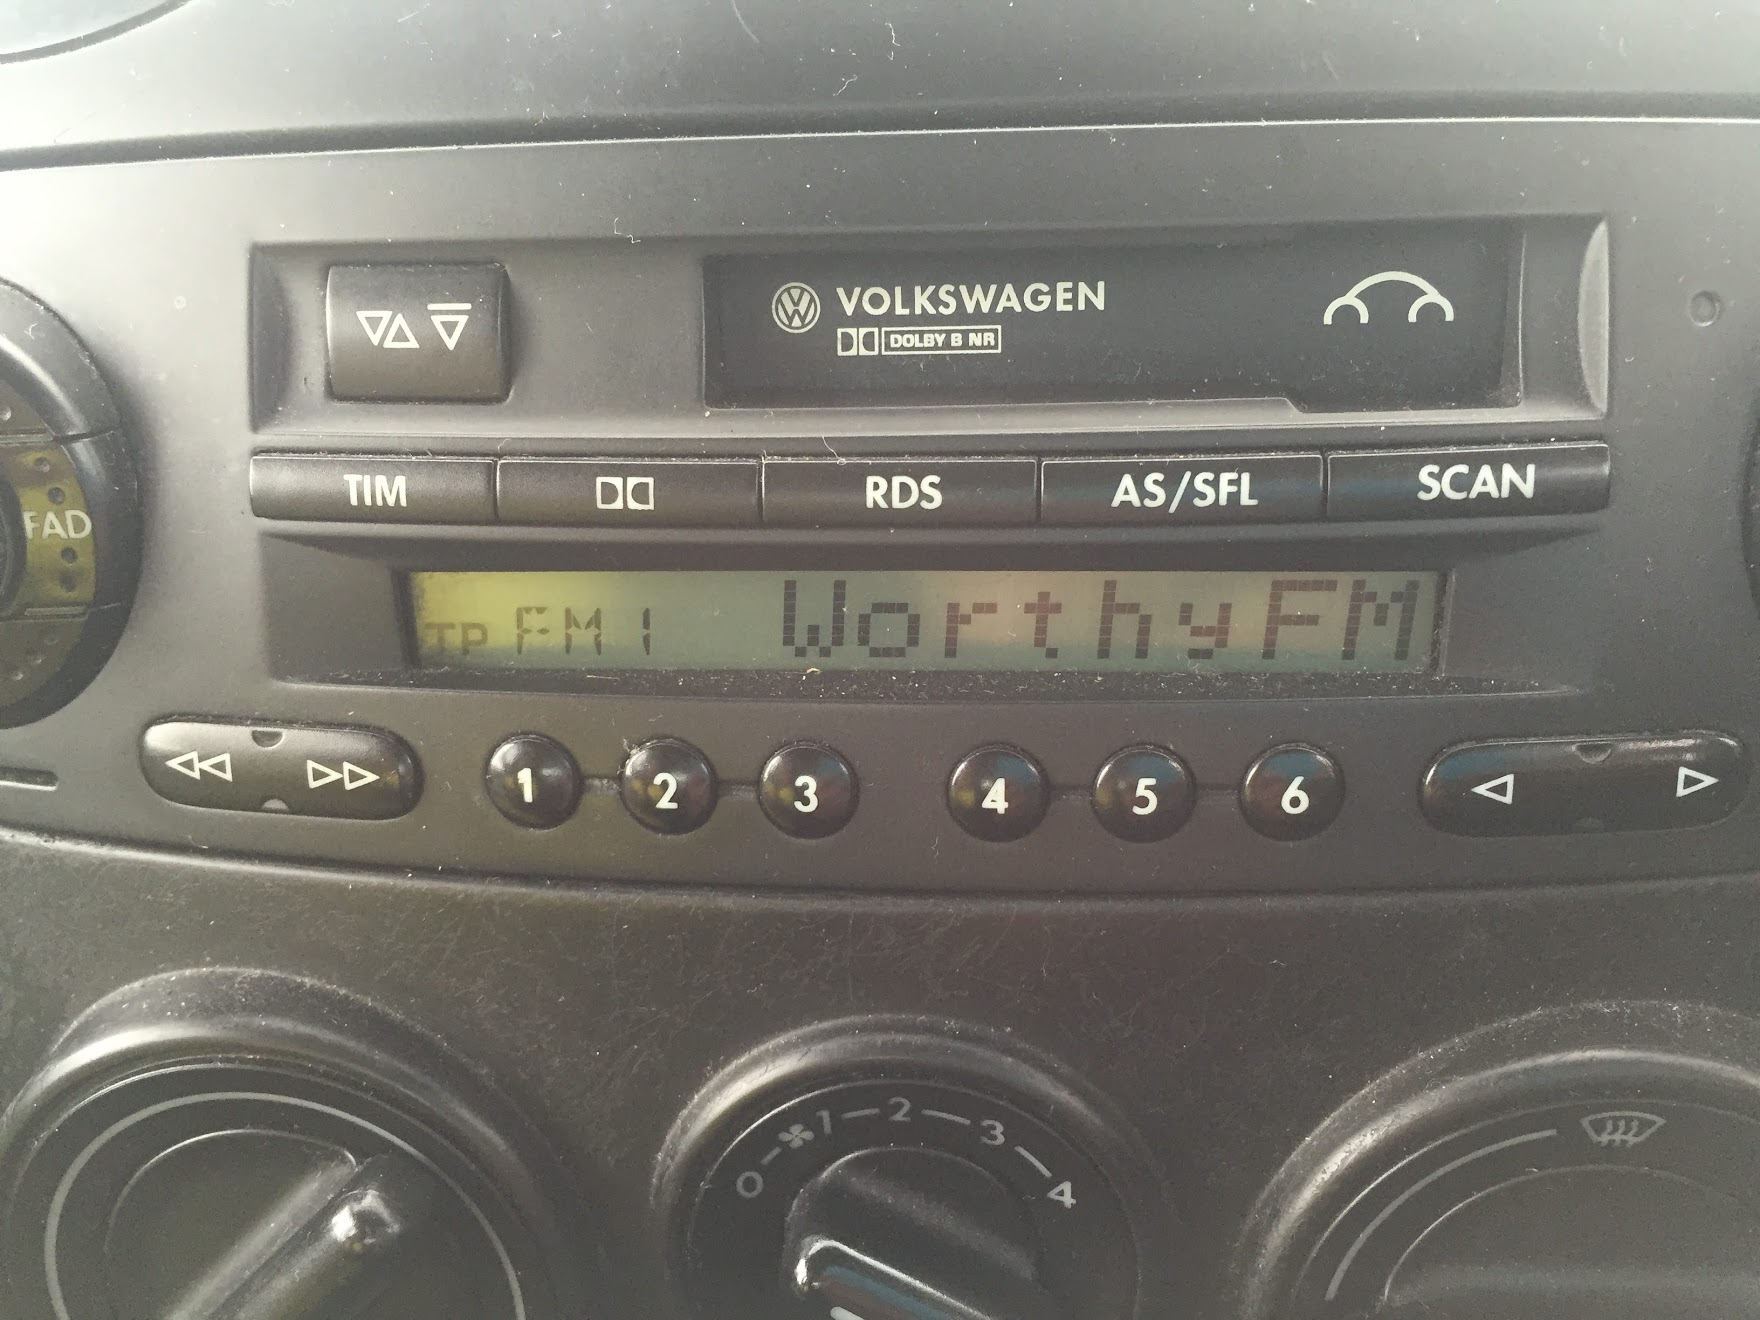 VOLKSWAGEN
DOLBY B NR
TIM RDS AS/SFL SCAN
FAD
TP FM1 WorthyFM
1 2 3 4 5 6
0 1 2 3 4